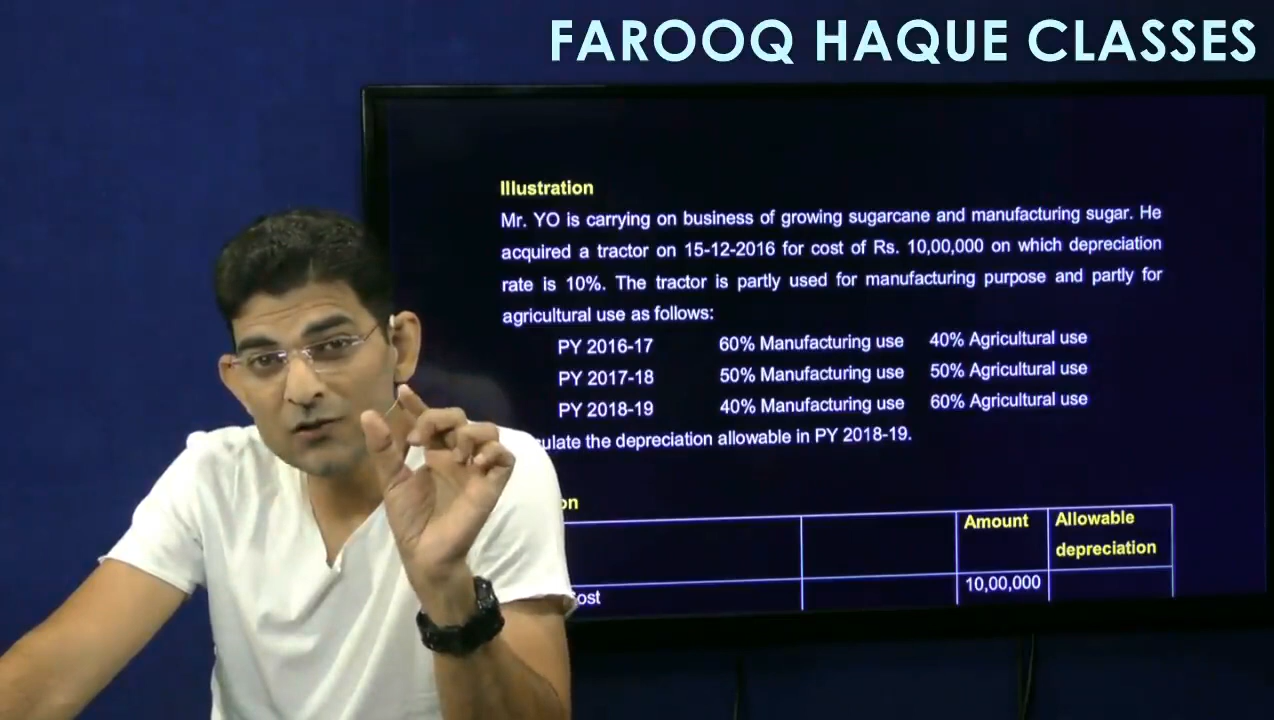 FAROOQ HAQUE CLASSES
Illustration
Mr. YO is carrying on business of growing sugarcane and manufacturing sugar. He
acquired a tractor on 15-12-2016 for cost of Rs. 10,00,000 on which depreciation
rate is 10%. The tractor is partly used for manufacturing purpose and partly for
agricultural use as follows:
PY 2016-17 60% Manufacturing use 40% Agricultural use
PY 2017-18 50% Manufacturing use 50% Agricultural use
PY 2018-19 40% Manufacturing use 60% Agricultural use
the depreciation allowable in PY 2018-19.
Amount Allowable
depreciation
10,00,000